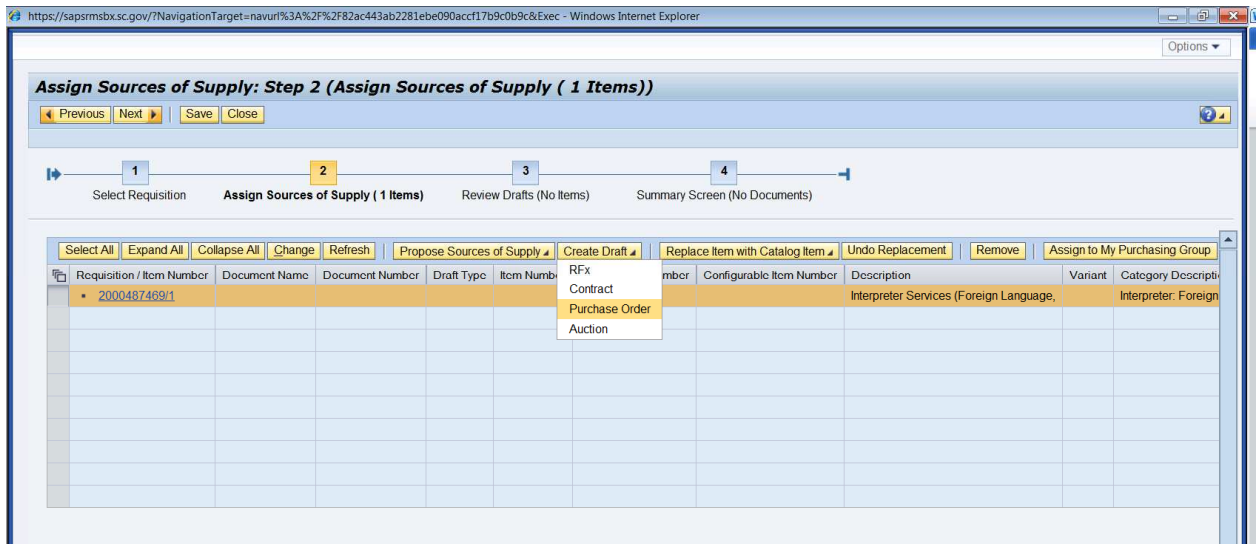 https://sapsrmsbx.sc.gov/?NavigationTarget=navurl%3A%2F%2F82ac443ab2281ebe090accf17b9c0b9c&Exec - Windows Internet Explorer
Options
Assign Sources of Supply: Step 2 (Assign Sources of Supply ( 1 Items))
Previous Next Save Close
1 2 3 4
Select Requisition Assign Sources of Supply ( 1 Items) Review Drafts (No Items) Summary Screen (No Documents)
Select All Expand All Collapse All Change Refresh Propose Sources of Supply Create Draft Replace Item with Catalog Item Undo Replacement Remove Assign to My Purchasing Group
Requisition / Item Number Document Name Document Number Draft Type Item Numb mber Configurable Item Number Description Variant Category Descripti
RFx
Contract
2000487469/1 Interpreter Services (Foreign Language, Interpreter: Foreign
Purchase Order
Auction